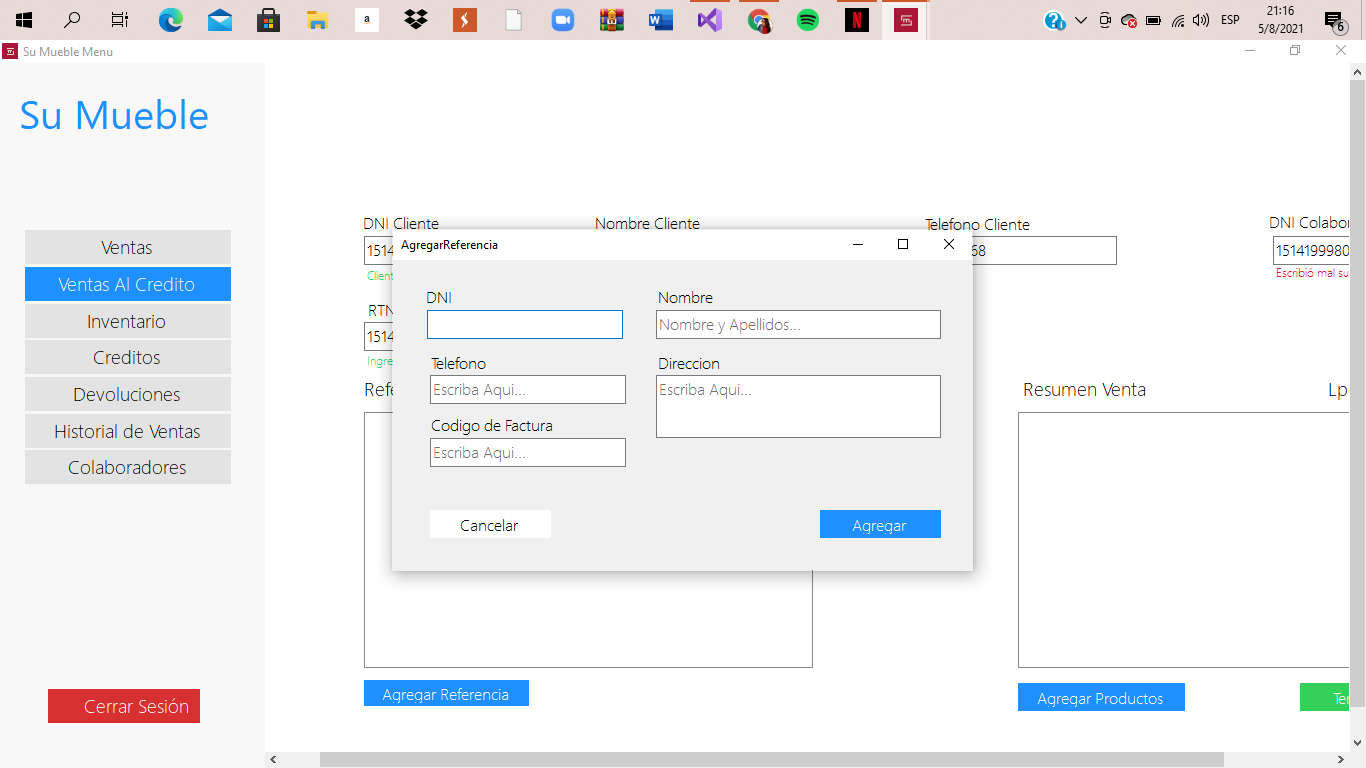 a
ESP
21:16
5/8/2021
6
Su Mueble Menu
Su Mueble
Ventas
Ventas Al Credito
Inventario
Creditos
Devoluciones
Historial de Ventas
Colaboradores
Cerrar Sesión
DNI Cliente
Nombre Cliente
Telefono Cliente
DNI Colabor
1514
68
1514199980
Client
Escribió mal su
RTN
1514
Ingre
Refe
Resumen Venta
Lp
AgregarReferencia
DNI
Nombre
Nombre y Apellidos...
Telefono
Direccion
Escriba Aqui...
Escriba Aqui...
Codigo de Factura
Escriba Aqui...
Cancelar
Agregar
Agregar Referencia
Agregar Productos
Ter